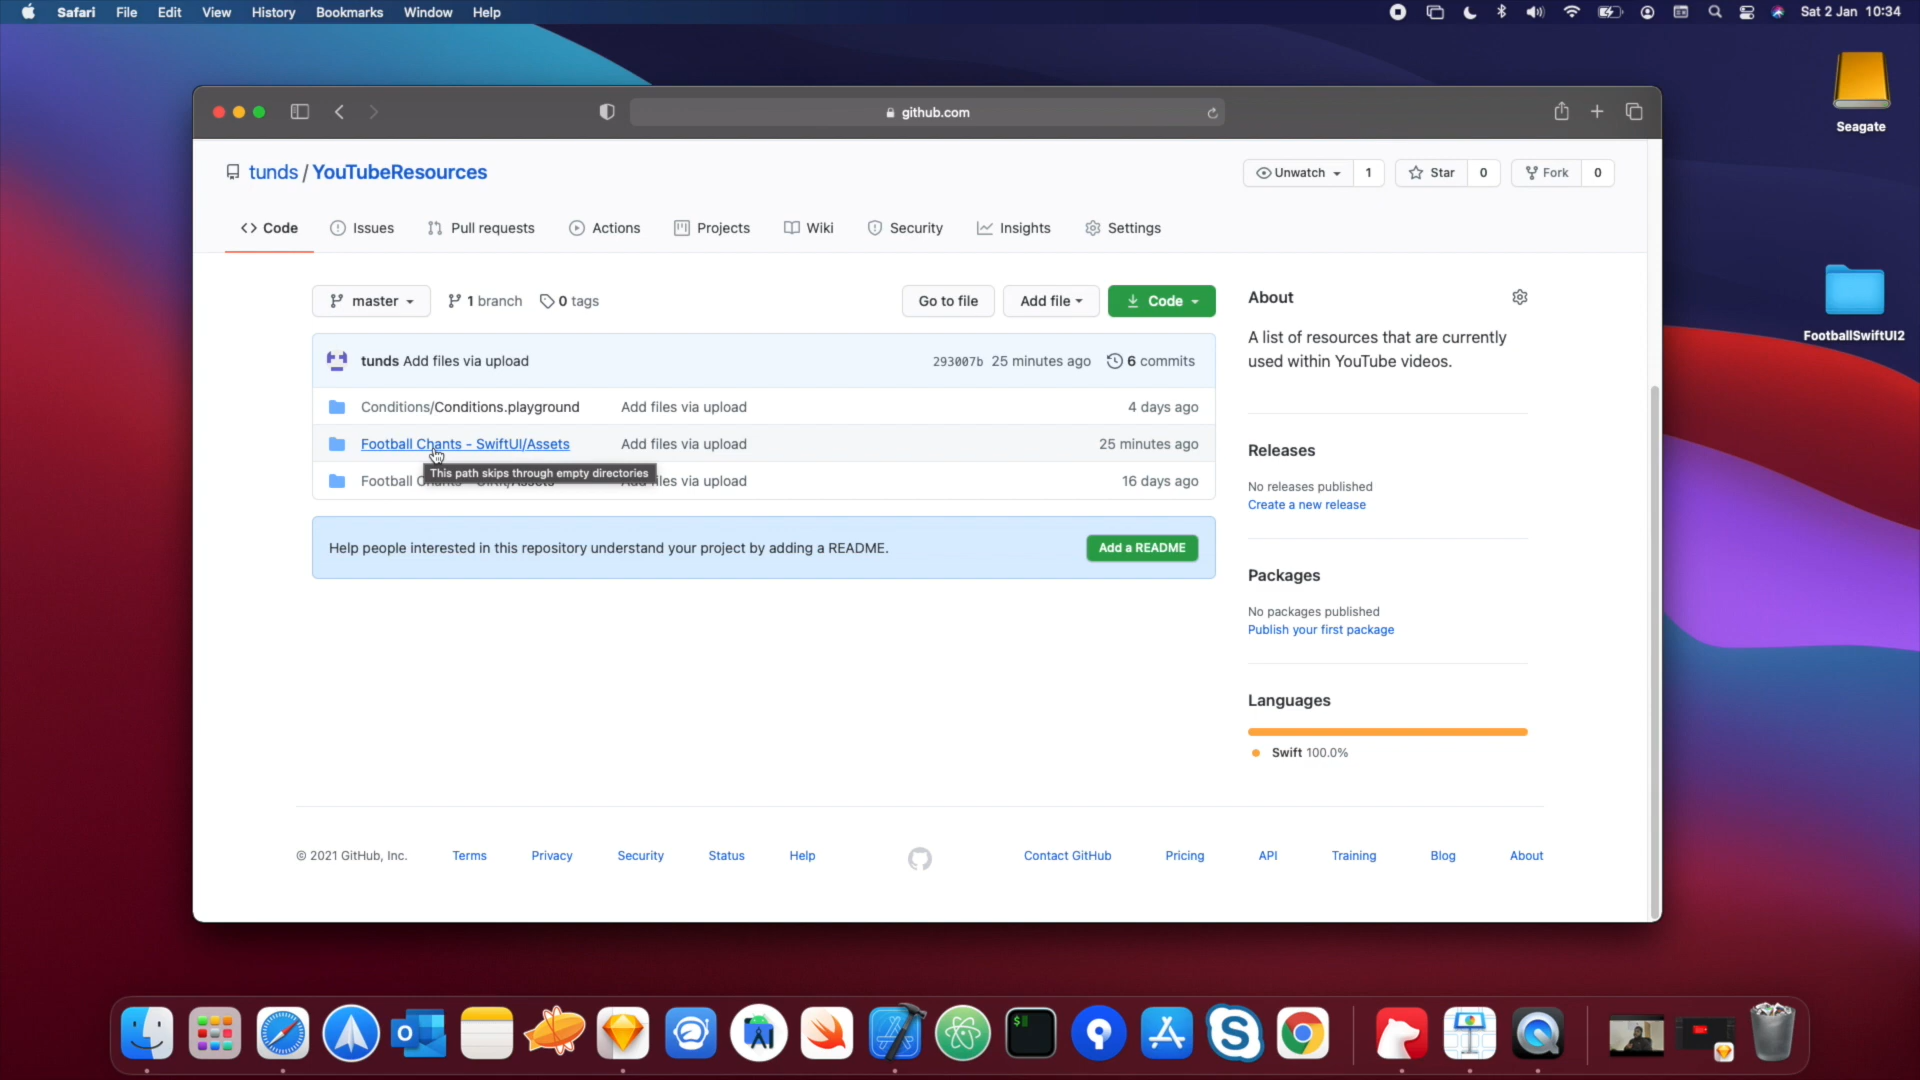 Safari File Edit View History Bookmarks Window Help
Sat 2 Jan 10:34
github.com
Seagate
FootballSwiftUI2
tunds / YouTubeResources
Unwatch 1 Star 0 Fork 0
<> Code Issues Pull requests Actions Projects Wiki Security Insights Settings
master 1 branch 0 tags Go to file Add file Code
tunds Add files via upload 293007b 25 minutes ago 6 commits
Conditions/Conditions.playground Add files via upload 4 days ago
Football Chants - SwiftUI/Assets Add files via upload 25 minutes ago
This path skips through empty directories
Football files via upload 16 days ago
Help people interested in this repository understand your project by adding a README. Add a README
About
A list of resources that are currently
used within YouTube videos.
Releases
No releases published
Create a new release
Packages
No packages published
Publish your first package
Languages
Swift 100.0%
© 2021 GitHub, Inc. Terms Privacy Security Status Help Contact GitHub Pricing API Training Blog About